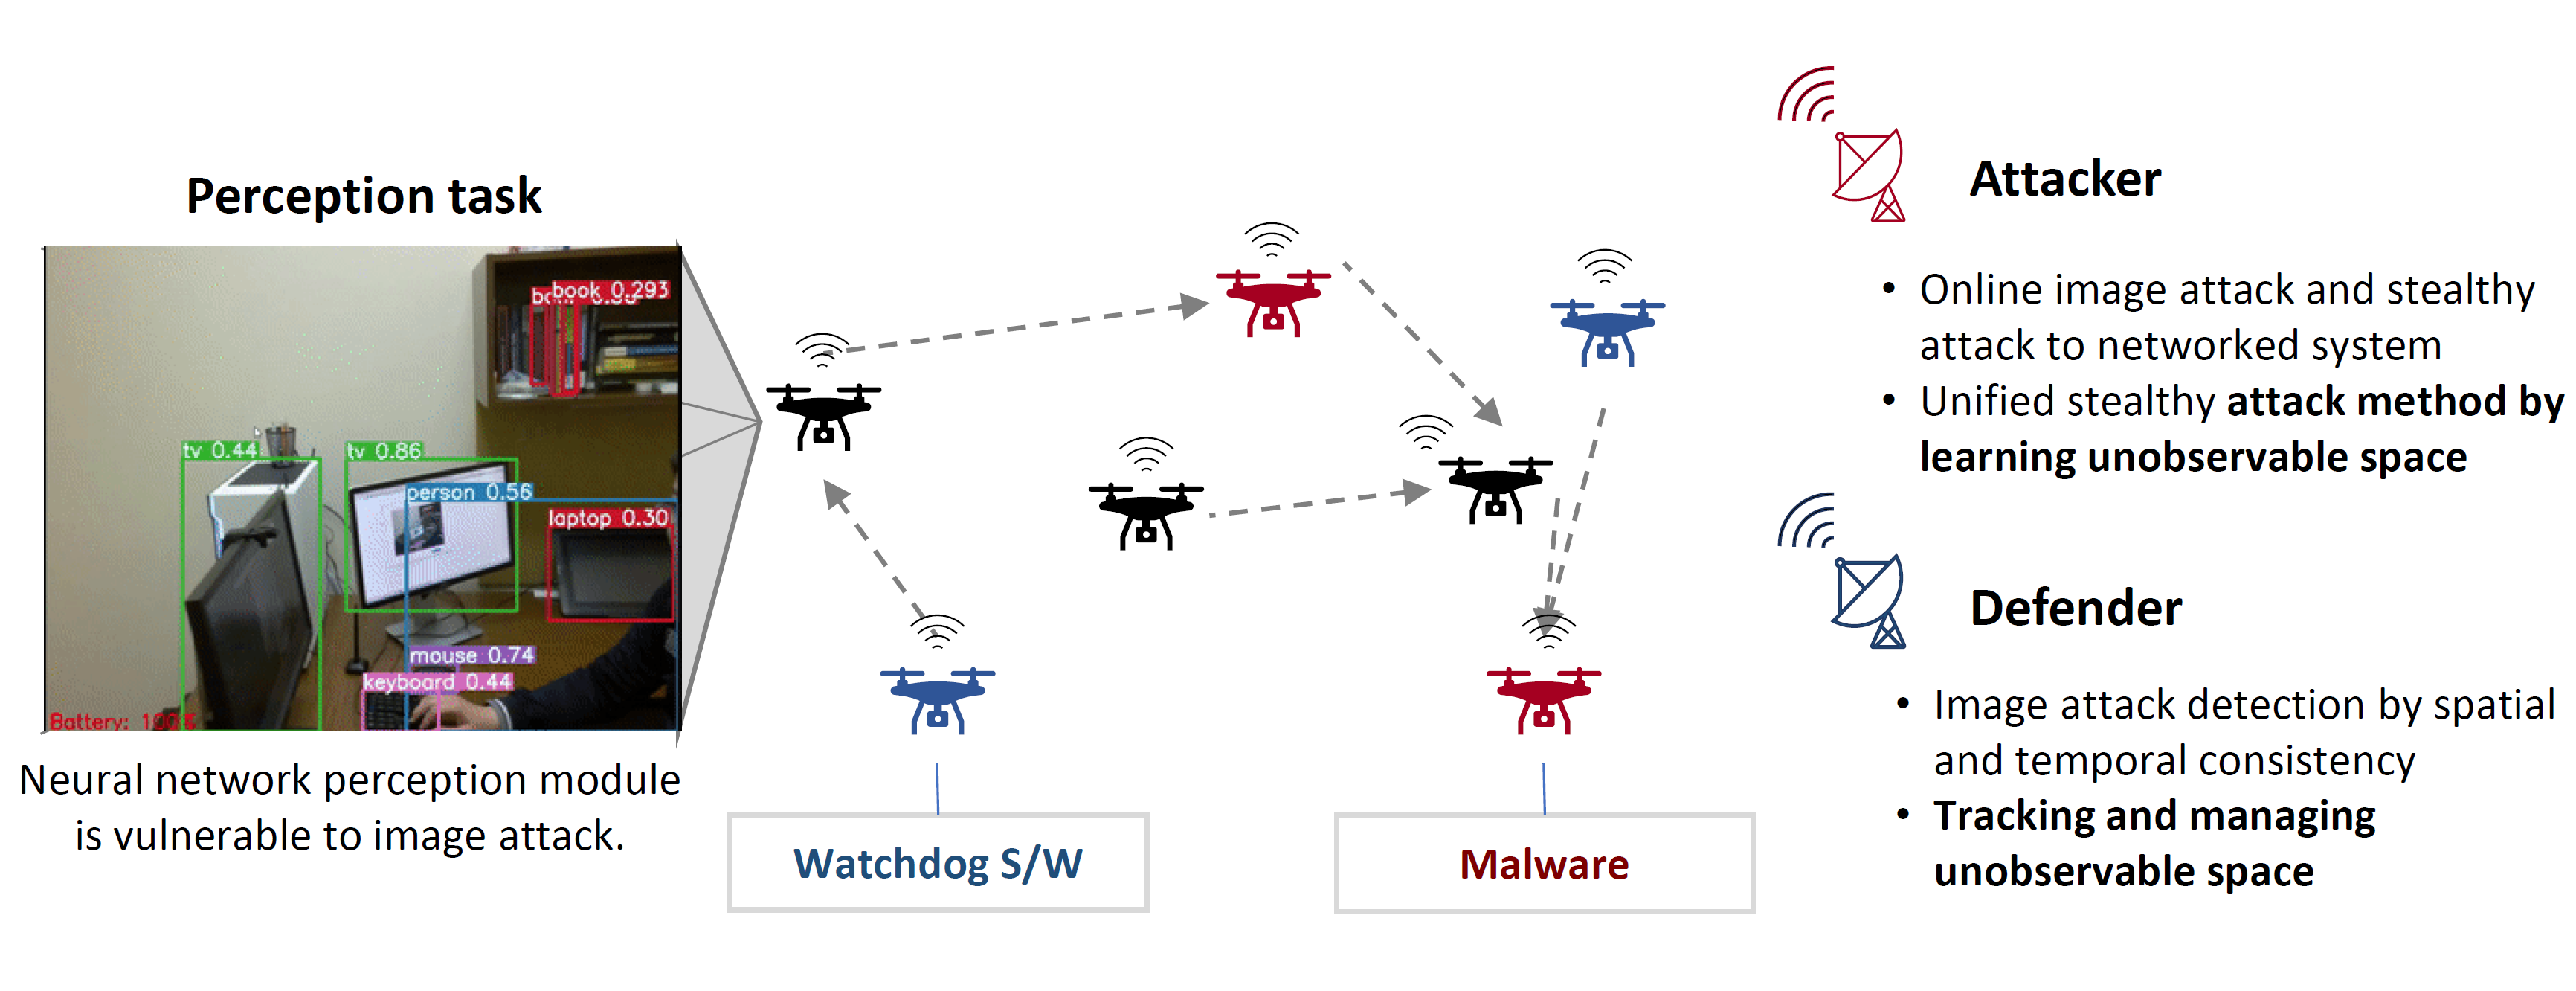 Perception task
book 0.293
tv 0.44
tv 0.86
person 0.56
laptop 0.30
mouse 0.74
keyboard 0.44
Battery: 100%
Neural network perception module
is vulnerable to image attack.
Watchdog S/W
Malware
Attacker
• Online image attack and stealthy
attack to networked system
• Unified stealthy attack method by
learning unobservable space
Defender
• Image attack detection by spatial
and temporal consistency
• Tracking and managing
unobservable space